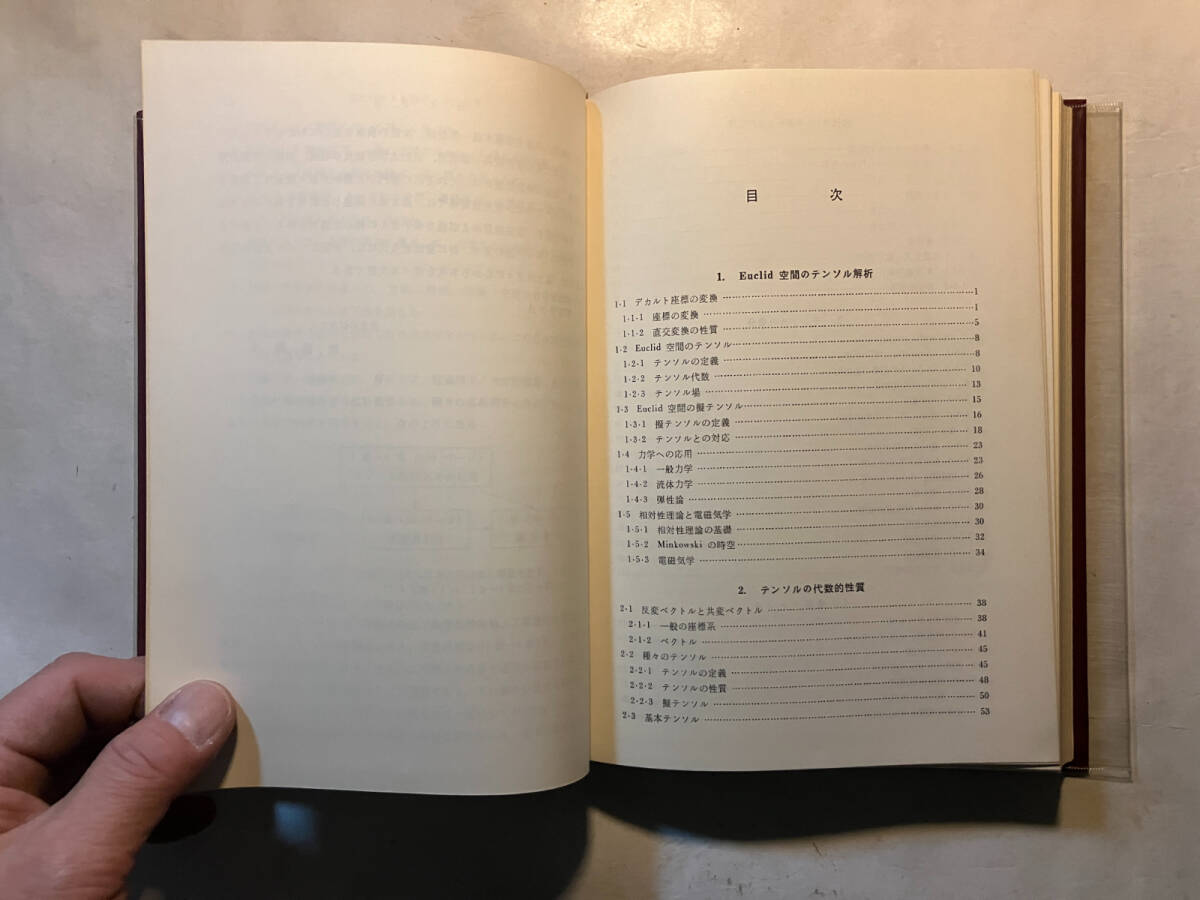 目 次
1. Euclid 空間のテンソル解析
1・1 デカルト座標の変換 1
1・1・1 座標の変換 1
1・1・2 直交変換の性質 5
1・2 Euclid 空間のテンソル 8
1・2・1 テンソルの定義 8
1・2・2 テンソル代数 10
1・2・3 テンソル場 13
1・3 Euclid 空間の擬テンソル 15
1・3・1 擬テンソルの定義 16
1・3・2 テンソルとの対応 18
1・4 力学への応用 23
1・4・1 一般力学 23
1・4・2 流体力学 26
1・4・3 弾性論 28
1・5 相対性理論と電磁気学 30
1・5・1 相対性理論の基礎 30
1・5・2 Minkowski の時空 32
1・5・3 電磁気学 34
2. テンソルの代数的性質
2・1 反変ベクトルと共変ベクトル 38
2・1・1 一般の座標系 38
2・1・2 ベクトル 41
2・2 種々のテンソル 45
2・2・1 テンソルの定義 45
2・2・2 テンソルの性質 48
2・2・3 擬テンソル 50
2・3 基本テンソル 53